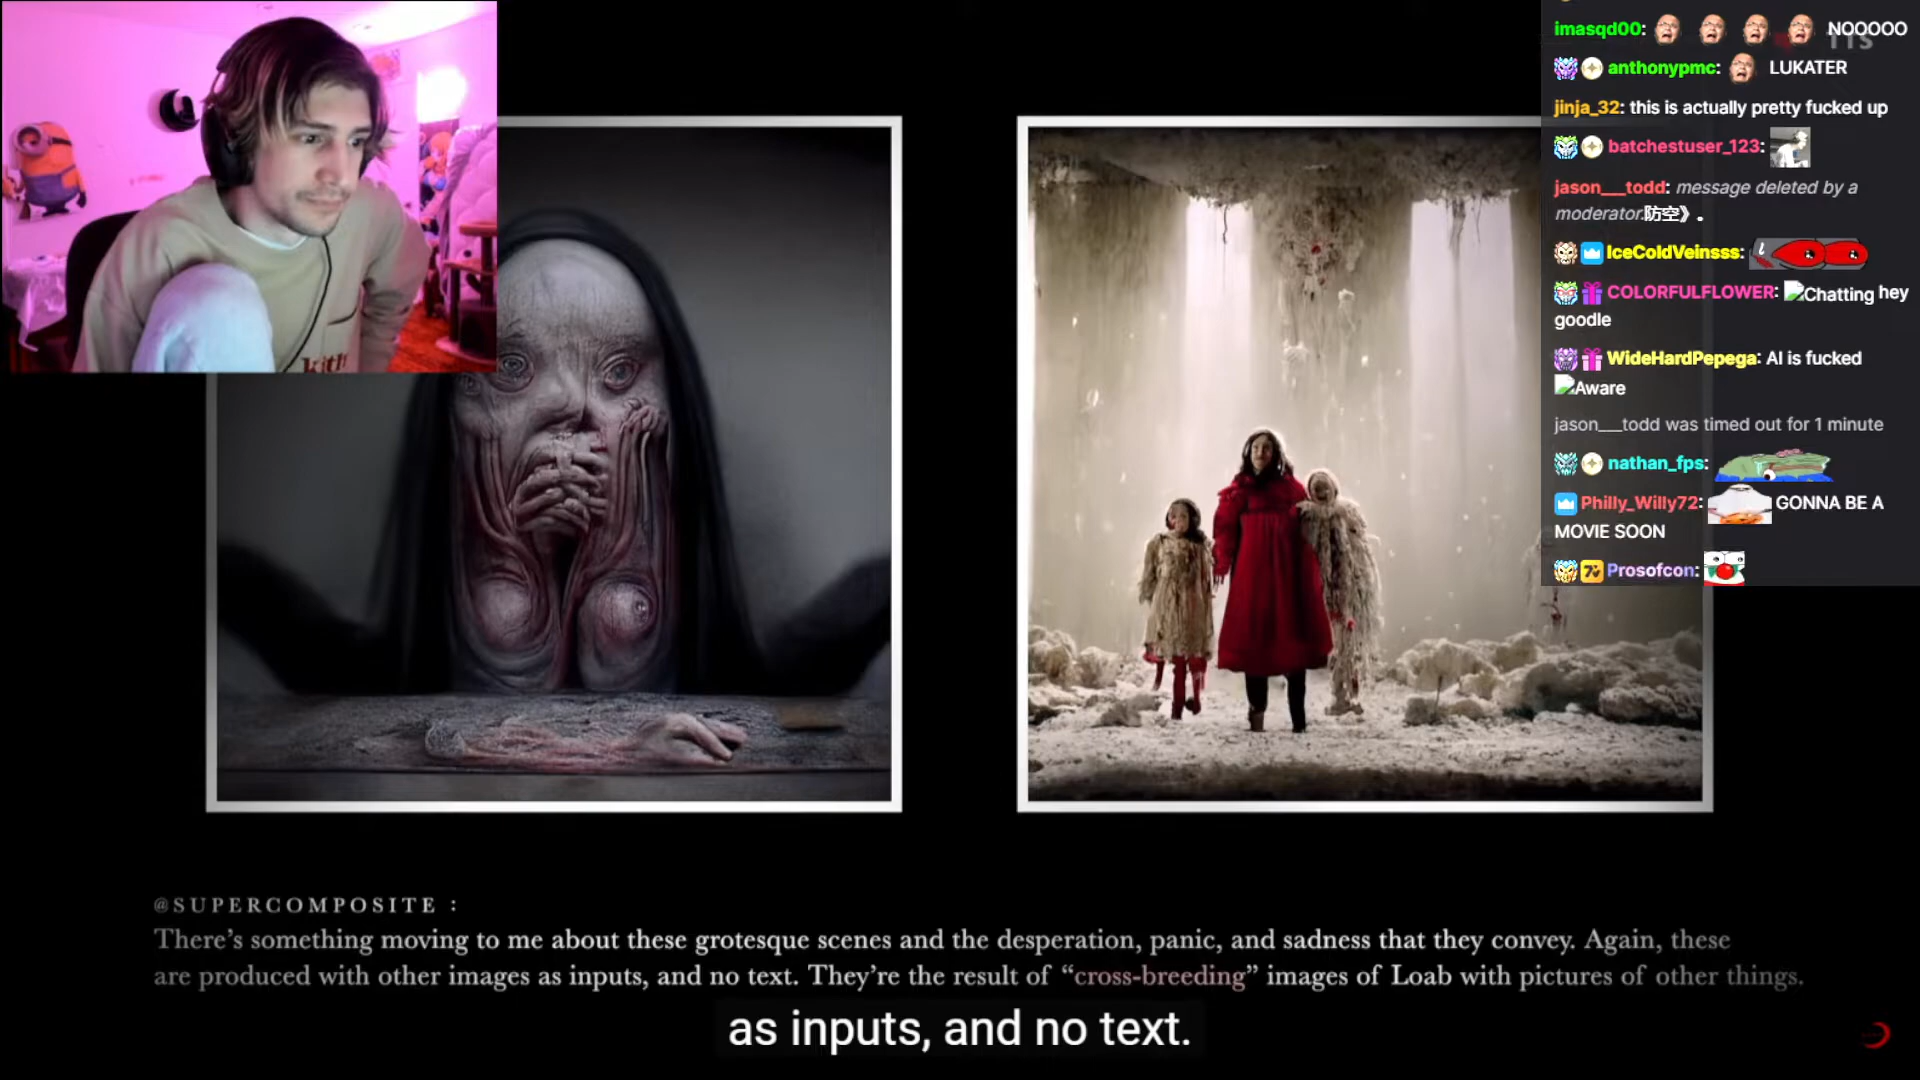 imasqd00: NOOOOO
anthonypmc: LUKATER
jinja_32: this is actually pretty fucked up
batchestuser_123:
jason___todd: message deleted by a
moderator.防空》。
IceColdVeinsss:
COLORFULFLOWER: Chatting hey
goodle
WideHardPepega: AI is fucked
Aware
jason___todd was timed out for 1 minute
nathan_fps:
Philly_Willy72: GONNA BE A
MOVIE SOON
Prosofcon:
@SUPERCOMPOSITE :
There's something moving to me about these grotesque scenes and the desperation, panic, and sadness that they convey. Again, these
are produced with other images as inputs, and no text. They're the result of “cross-breeding” images of Loab with pictures of other things.
as inputs, and no text.